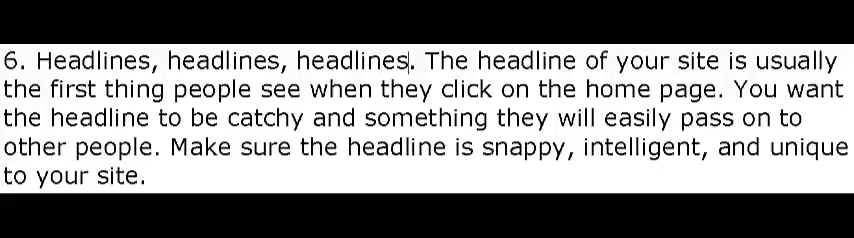 6. Headlines, headlines, headlines. The headline of your site is usually
the first thing people see when they click on the home page. You want
the headline to be catchy and something they will easily pass on to
other people. Make sure the headline is snappy, intelligent, and unique
to your site.